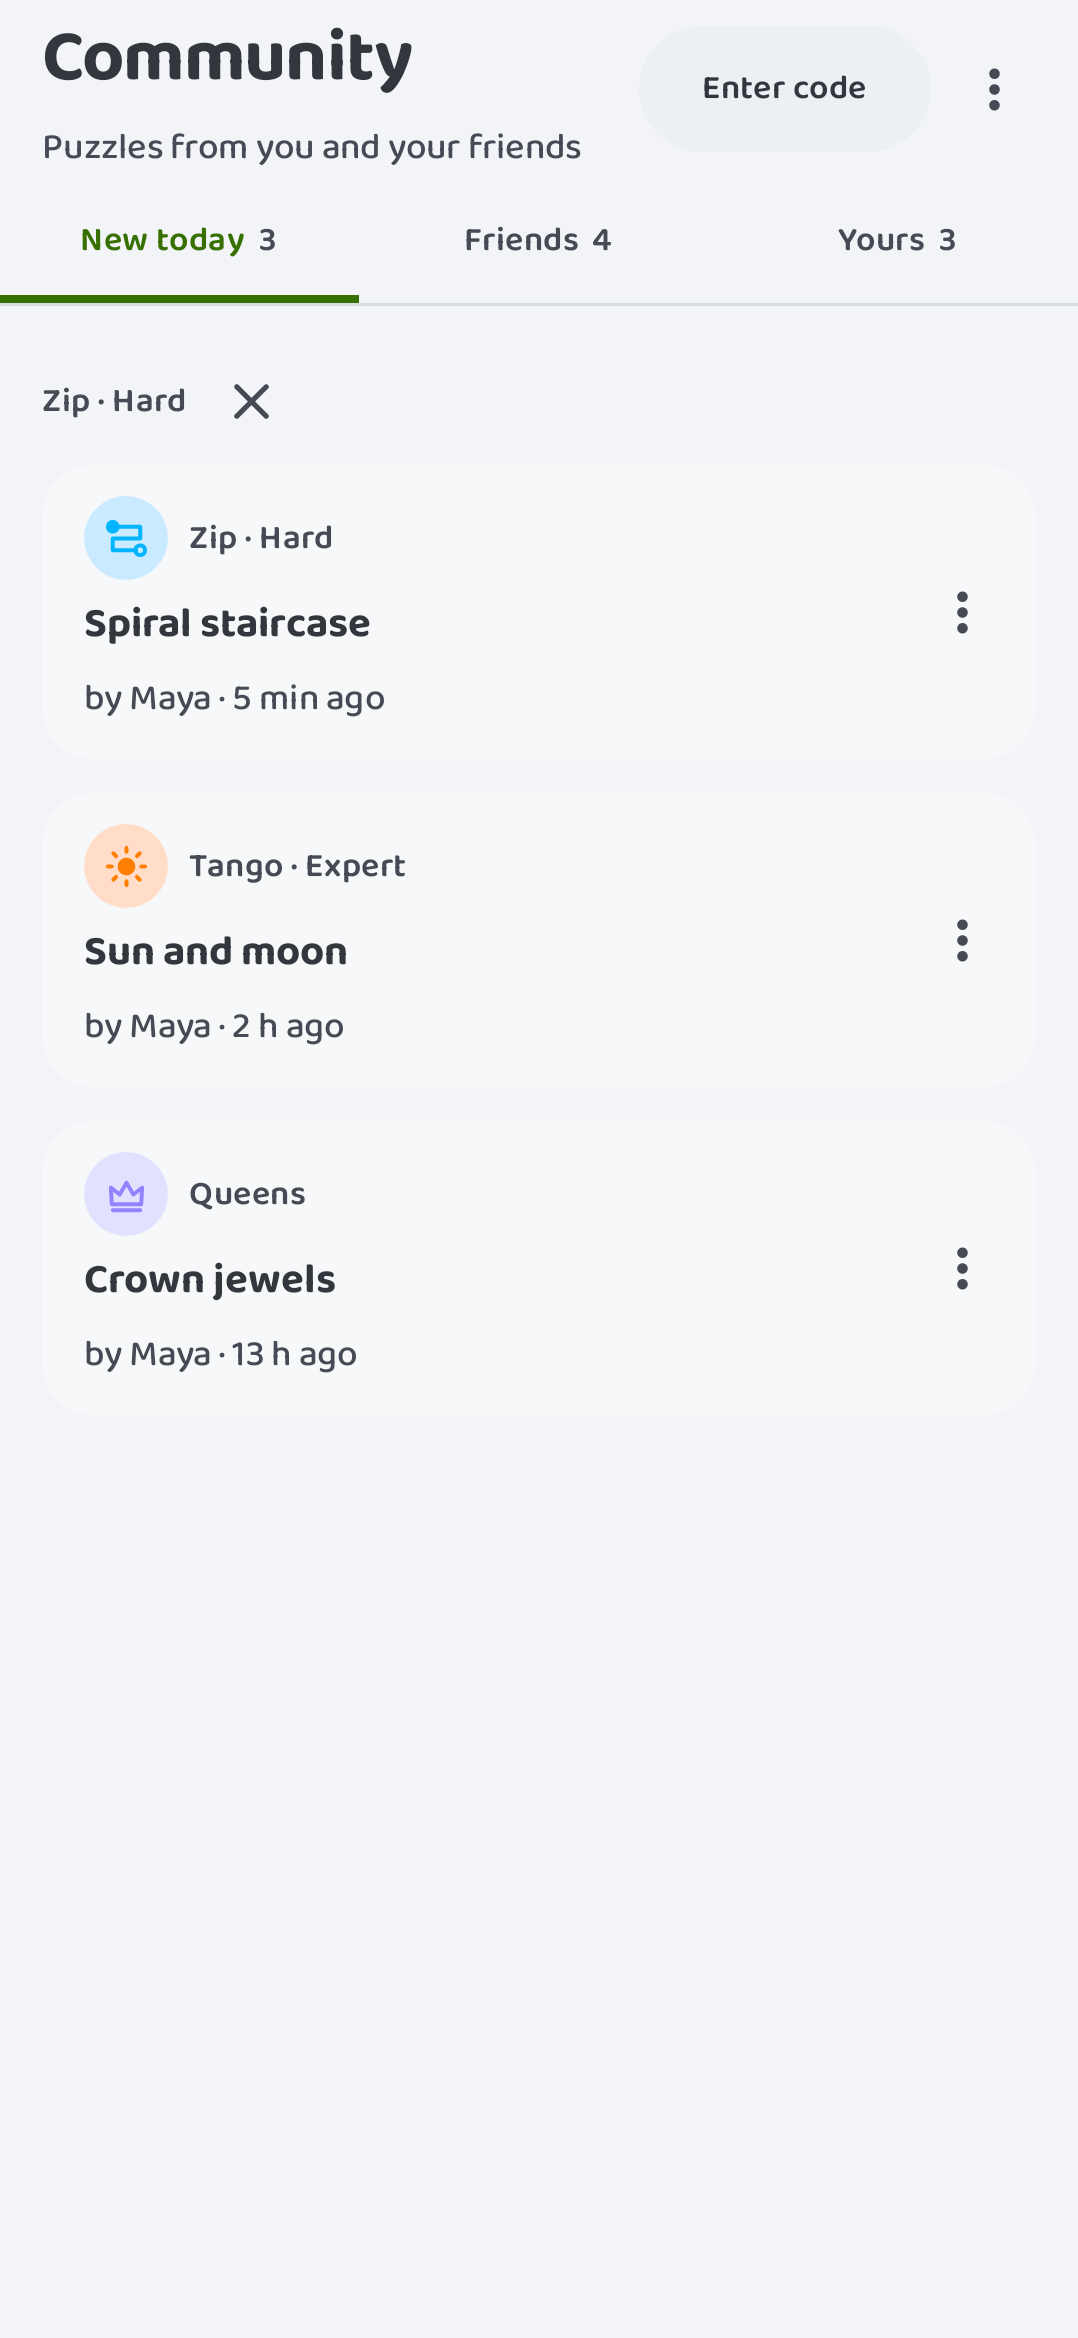 Community
Enter code
Puzzles from you and your friends
New today 3
Friends 4
Yours 3
Zip · Hard
Zip · Hard
Spiral staircase
by Maya · 5 min ago
Tango · Expert
Sun and moon
by Maya · 2 h ago
Queens
Crown jewels
by Maya · 13 h ago